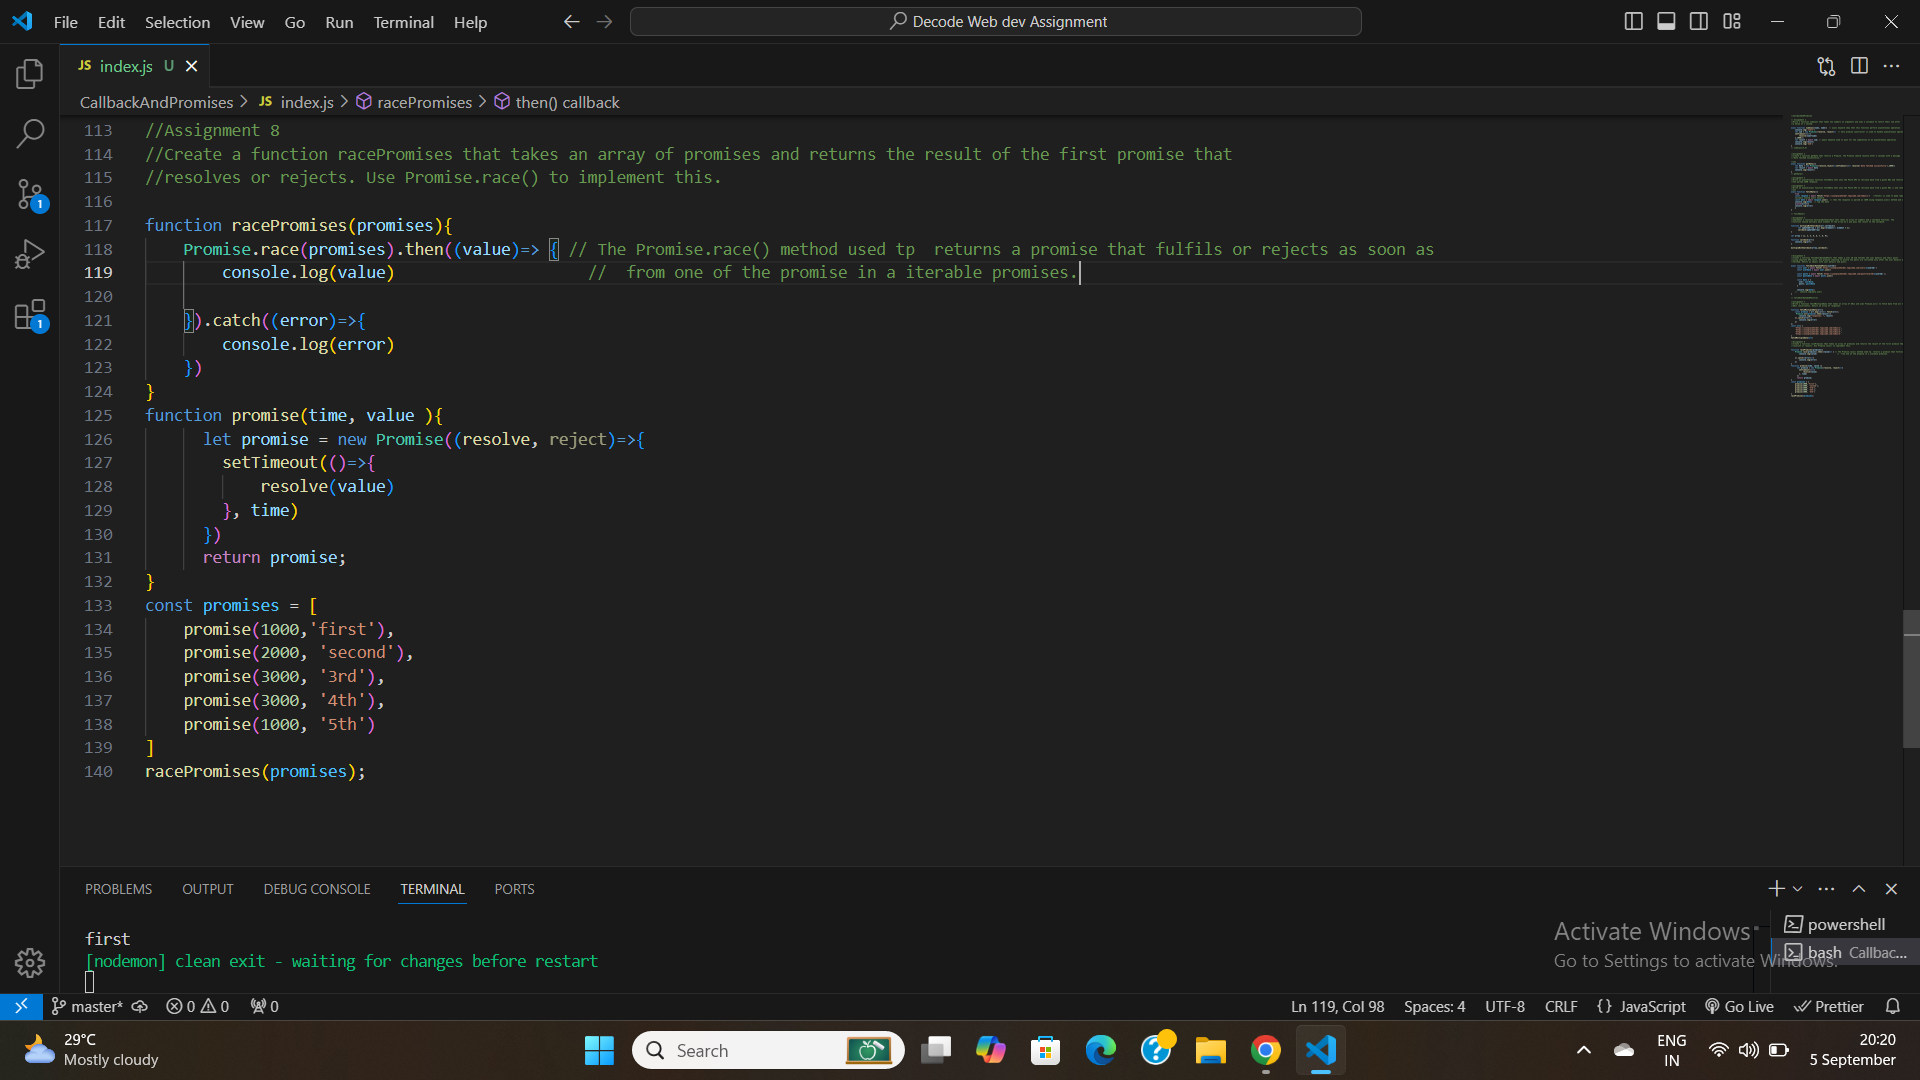 File Edit Selection View Go Run Terminal Help
Decode Web dev Assignment
JS index.js U
CallbackAndPromises > JS index.js > racePromises > then() callback
113 //Assignment 8
114 //Create a function racePromises that takes an array of promises and returns the result of the first promise that
115 //resolves or rejects. Use Promise.race() to implement this.
116
117 function racePromises(promises){
118 Promise.race(promises).then((value)=> { // The Promise.race() method used tp  returns a promise that fulfils or rejects as soon as
119 console.log(value) //  from one of the promise in a iterable promises.
120
121 }).catch((error)=>{
122 console.log(error)
123 })
124 }
125 function promise(time, value ){
126 let promise = new Promise((resolve, reject)=>{
127 setTimeout(()=>{
128 resolve(value)
129 }, time)
130 })
131 return promise;
132 }
133 const promises = [
134 promise(1000,'first'),
135 promise(2000, 'second'),
136 promise(3000, '3rd'),
137 promise(3000, '4th'),
138 promise(1000, '5th')
139 ]
140 racePromises(promises);
1
1
PROBLEMS OUTPUT DEBUG CONSOLE TERMINAL PORTS
first
[nodemon] clean exit - waiting for changes before restart
powershell
bash Callbac...
Activate Windows
Go to Settings to activate Windows.
master* 0 0 0 Ln 119, Col 98 Spaces: 4 UTF-8 CRLF {} JavaScript Go Live Prettier
29°C
Mostly cloudy
Search
ENG
IN
20:20
5 September